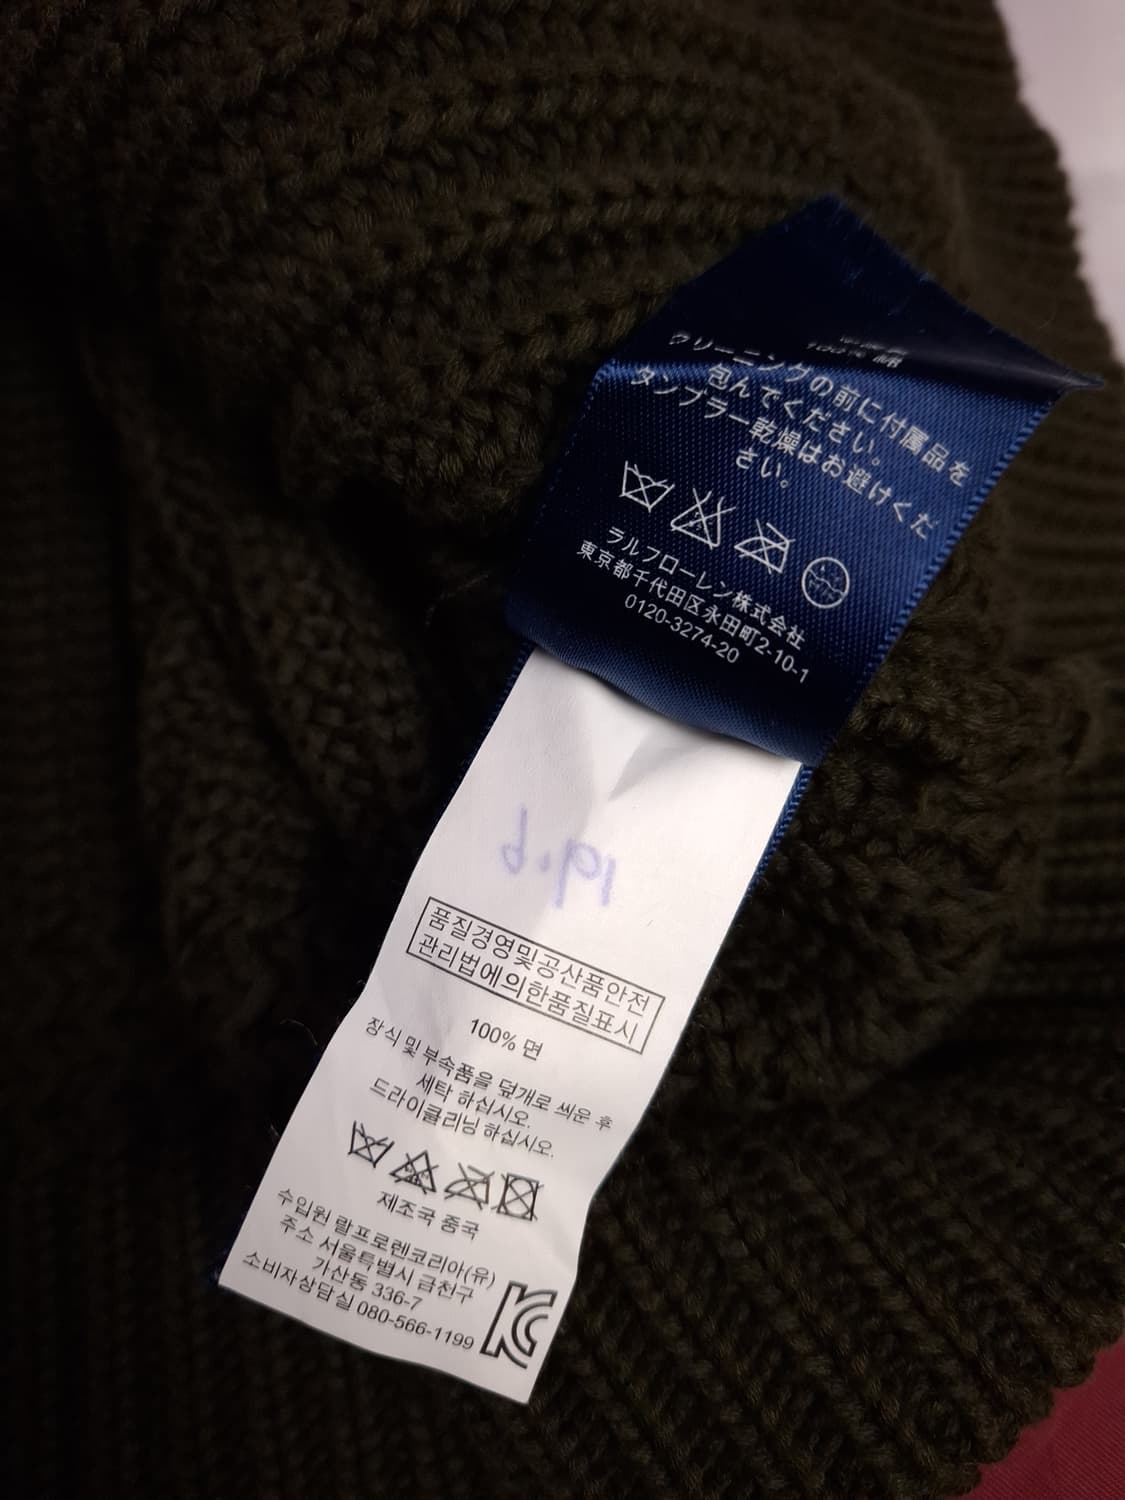 100% 綿
クリーニングの前に付属品を
包んでください。
タンブラー乾燥はお避けくだ
さい。
ラルフローレン株式会社
東京都千代田区永田町2-10-1
0120-3274-20
품질경영및공산품안전
관리법에의한품질표시
100% 면
장식 및 부속품을 덮개로 씌운 후
세탁 하십시오.
드라이클리닝 하십시오.
제조국 중국
수입원 랄프로렌코리아(유)
주소 서울특별시 금천구
가산동 336-7
소비자상담실 080-566-1199